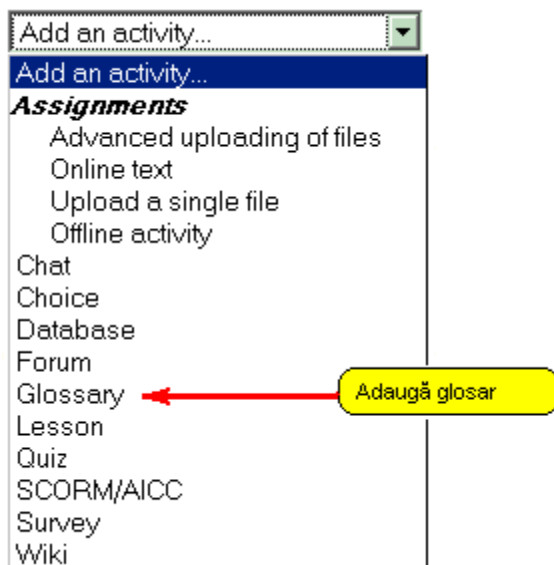 Add an activity...
Add an activity...
Assignments
Advanced uploading of files
Online text
Upload a single file
Offline activity
Chat
Choice
Database
Forum
Glossary
Adaugă glosar
Lesson
Quiz
SCORM/AICC
Survey
Wiki